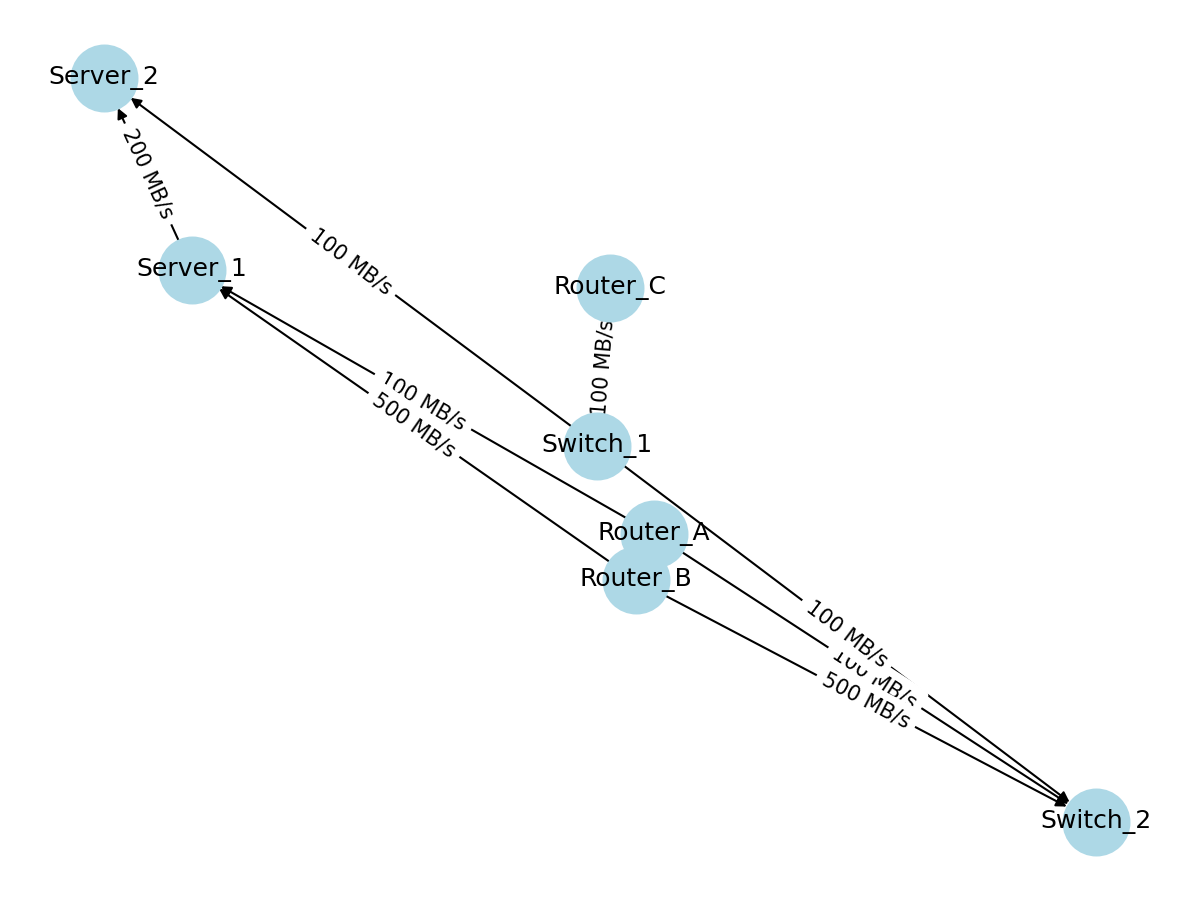 Server_2
200 MB/s
100 MB/s
Server_1
Router_C
100 MB/s
100 MB/s
500 MB/s
Switch_1
Router_A
Router_B
100 MB/s
100 MB/s
500 MB/s
Switch_2